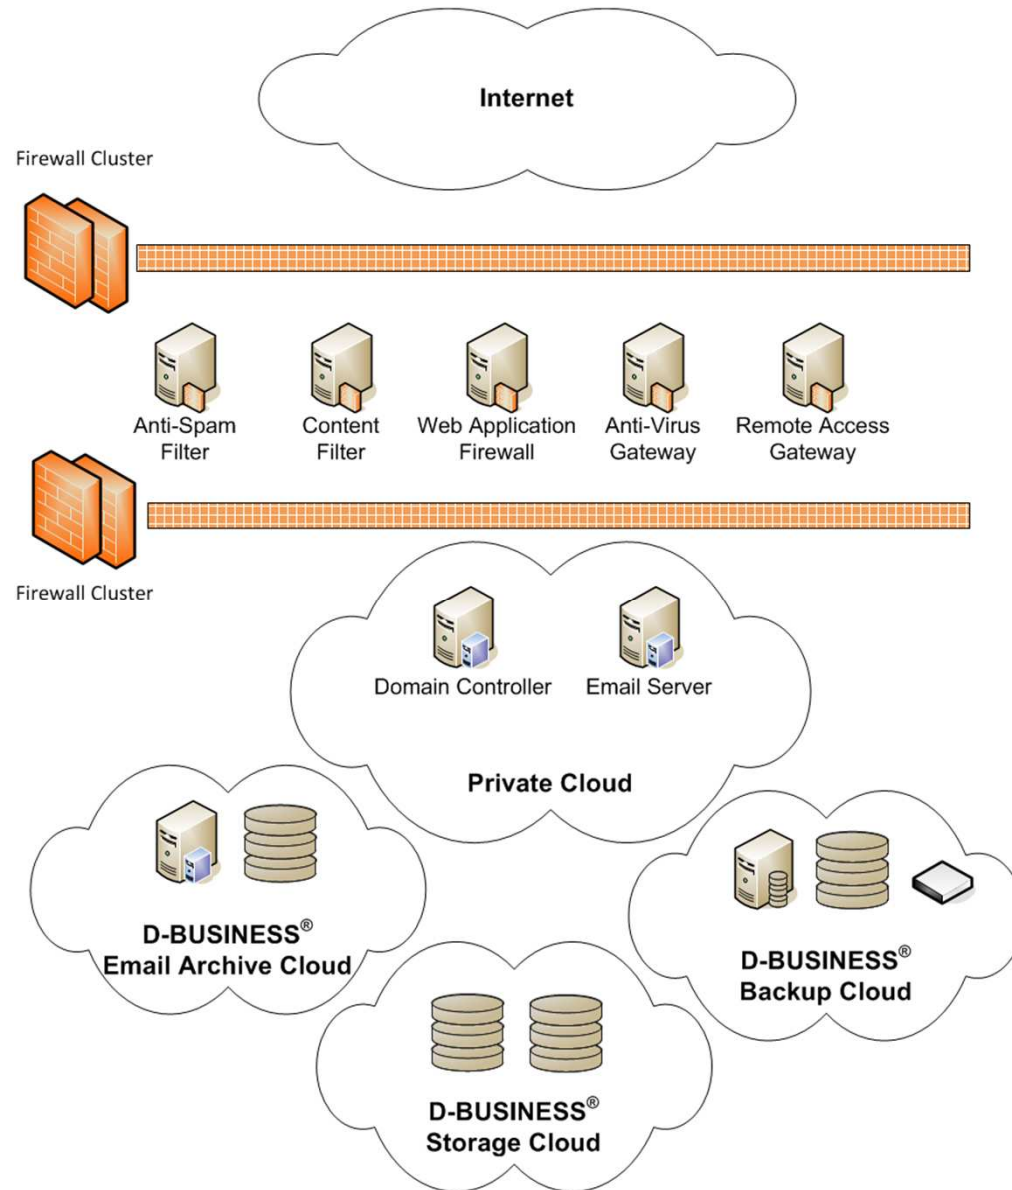 Internet
Firewall Cluster
Anti-Spam
Filter
Content
Filter
Web Application
Firewall
Anti-Virus
Gateway
Remote Access
Gateway
Firewall Cluster
Domain Controller
Email Server
Private Cloud
D-BUSINESS®
Email Archive Cloud
D-BUSINESS®
Backup Cloud
D-BUSINESS®
Storage Cloud